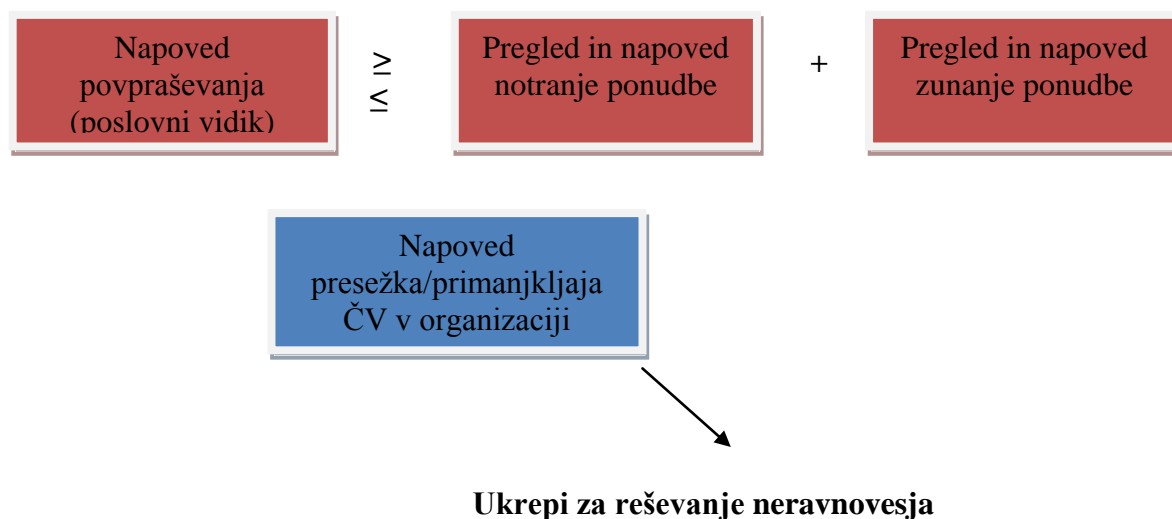 Napoved
povpraševanja
(poslovni vidik)
≥
≤
Pregled in napoved
notranje ponudbe
+
Pregled in napoved
zunanje ponudbe
Napoved
presežka/primanjkljaja
ČV v organizaciji
Ukrepi za reševanje neravnovesja